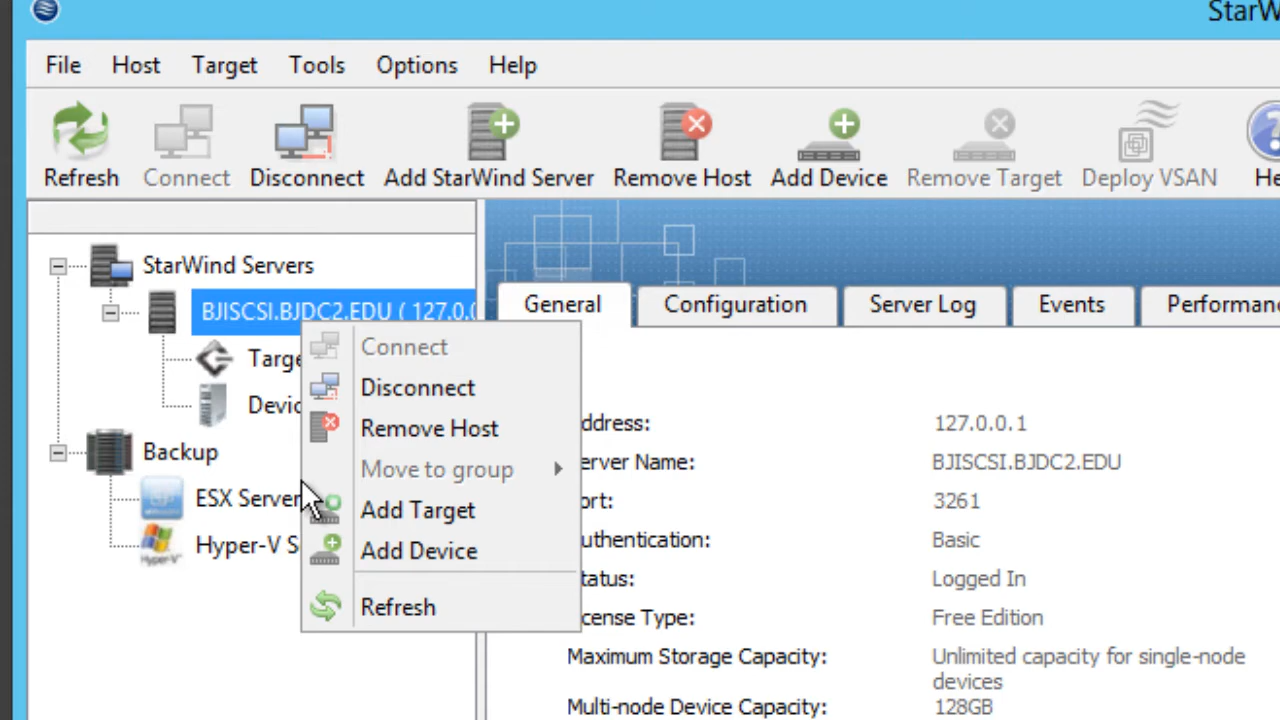 StarW
File Host Target Tools Options Help
Refresh Connect Disconnect Add StarWind Server Remove Host Add Device Remove Target Deploy VSAN He
StarWind Servers
BJISCSI.BJDC2.EDU ( 127.0.0
Targe
Devic
Backup
ESX Server
Hyper-V S
Hyper-V
Connect
Disconnect
Remove Host
Move to group
Add Target
Add Device
Refresh
General Configuration Server Log Events Performanc
ddress: 127.0.0.1
erver Name: BJISCSI.BJDC2.EDU
ort: 3261
uthentication: Basic
tatus: Logged In
cense Type: Free Edition
Maximum Storage Capacity: Unlimited capacity for single-node
devices
Multi-node Device Capacity: 128GB